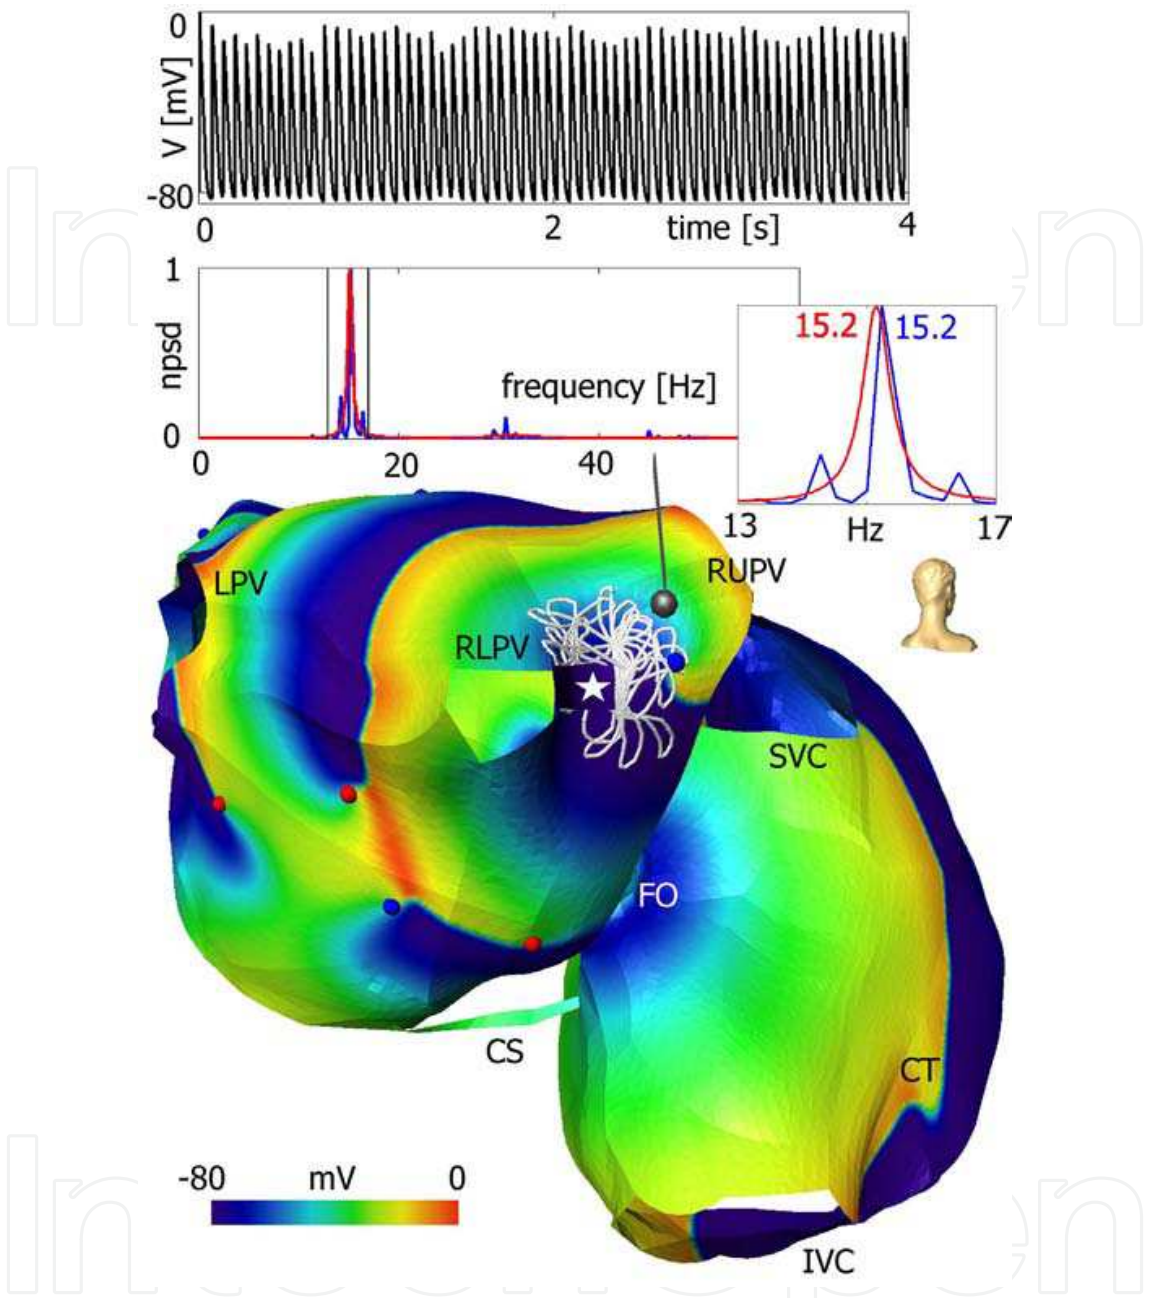 0
V [mV]
-80
0 2 time [s] 4
1
npsd
frequency [Hz]
0
0 20 40
15.2 15.2
13 Hz 17
LPV
RUPV
RLPV
SVC
FO
CT
CS
-80 mV 0
IVC